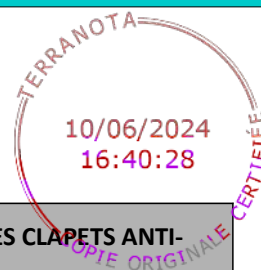 TERRANOTA
10/06/2024
16:40:28
COPIE ORIGINALE CERTIFIÉE
ES CLAPETS ANTI-